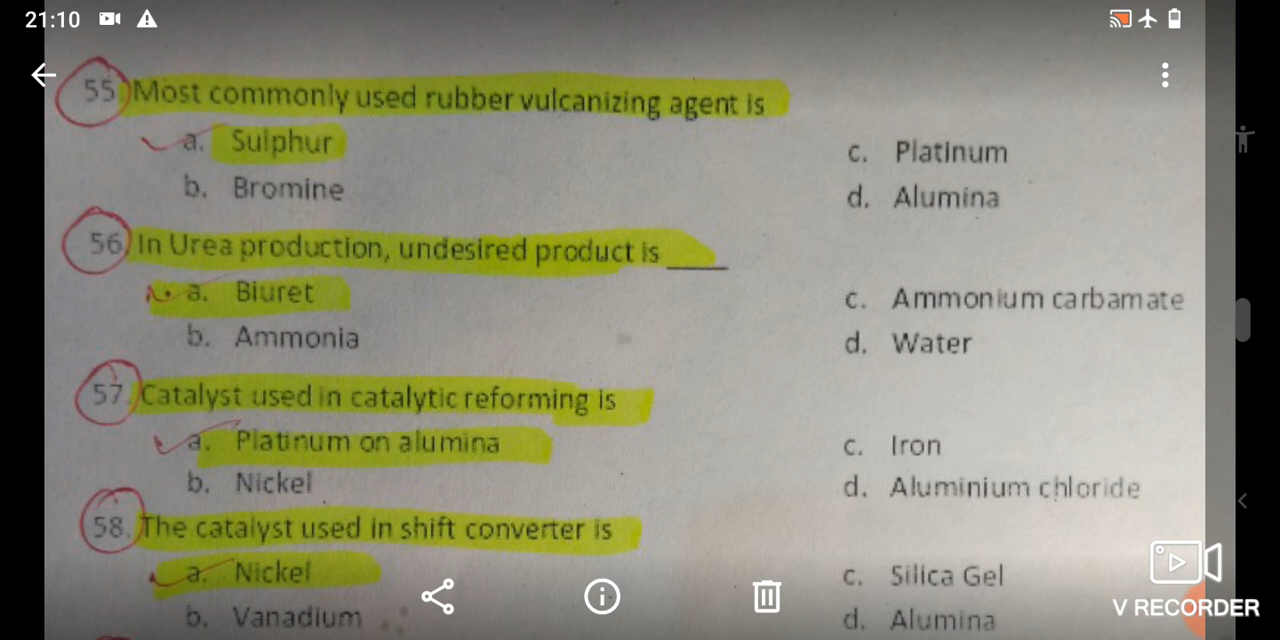 21:10
55. Most commonly used rubber vulcanizing agent is
a. Sulphur
b. Bromine
c. Platinum
d. Alumina
56. In Urea production, undesired product is ____
a. Biuret
b. Ammonia
c. Ammonium carbamate
d. Water
57. Catalyst used in catalytic reforming is
a. Platinum on alumina
b. Nickel
c. Iron
d. Aluminium chloride
58. The catalyst used in shift converter is
a. Nickel
b. Vanadium
c. Silica Gel
d. Alumina
V RECORDER